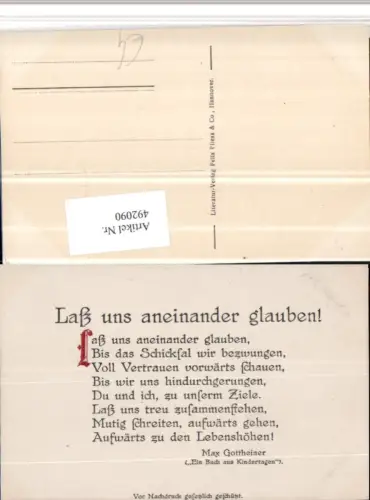 Literatur-Verlag Felix Vliexs & Co., Hannover.
Artikel Nr.
492090
Laß uns aneinander glauben!
Laß uns aneinander glauben,
Bis das Schickſal wir bezwungen,
Voll Vertrauen vorwärts ſchauen,
Bis wir uns hindurchgerungen,
Du und ich, zu unſerm Ziele.
Laß uns treu zuſammenſtehen,
Mutig ſchreiten, aufwärts gehen,
Aufwärts zu den Lebenshöhen!
Max Gottheiner
(„Ein Buch aus Kindertagen“).
Vor Nachdruck geſetzlich geſchützt.